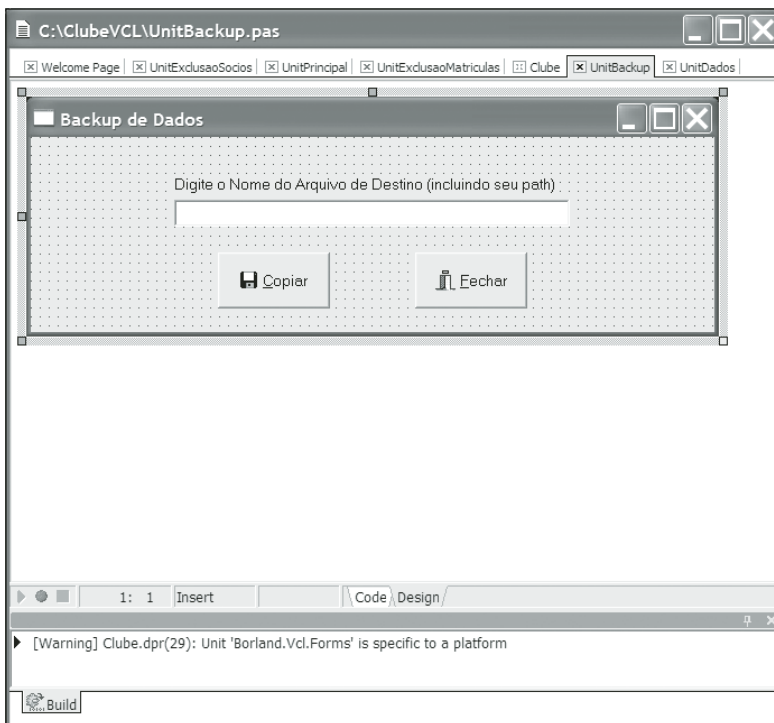 C:\ClubeVCL\UnitBackup.pas
Welcome Page UnitExclusaoSocios UnitPrincipal UnitExclusaoMatriculas Clube UnitBackup UnitDados
Backup de Dados
Digite o Nome do Arquivo de Destino (incluindo seu path)
Copiar Fechar
1: 1 Insert Code Design
[Warning] Clube.dpr(29): Unit 'Borland.Vcl.Forms' is specific to a platform
Build